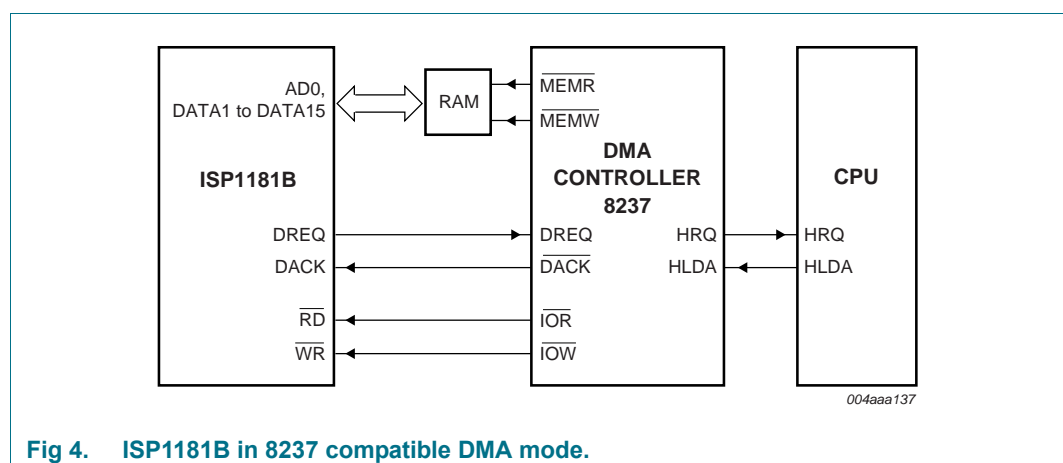 AD0,
DATA1 to DATA15
RAM
MEMR
MEMW
DMA
CONTROLLER
8237
ISP1181B
CPU
DREQ
DREQ
HRQ
HRQ
DACK
DACK
HLDA
HLDA
RD
IOR
WR
IOW
004aaa137
Fig 4. ISP1181B in 8237 compatible DMA mode.